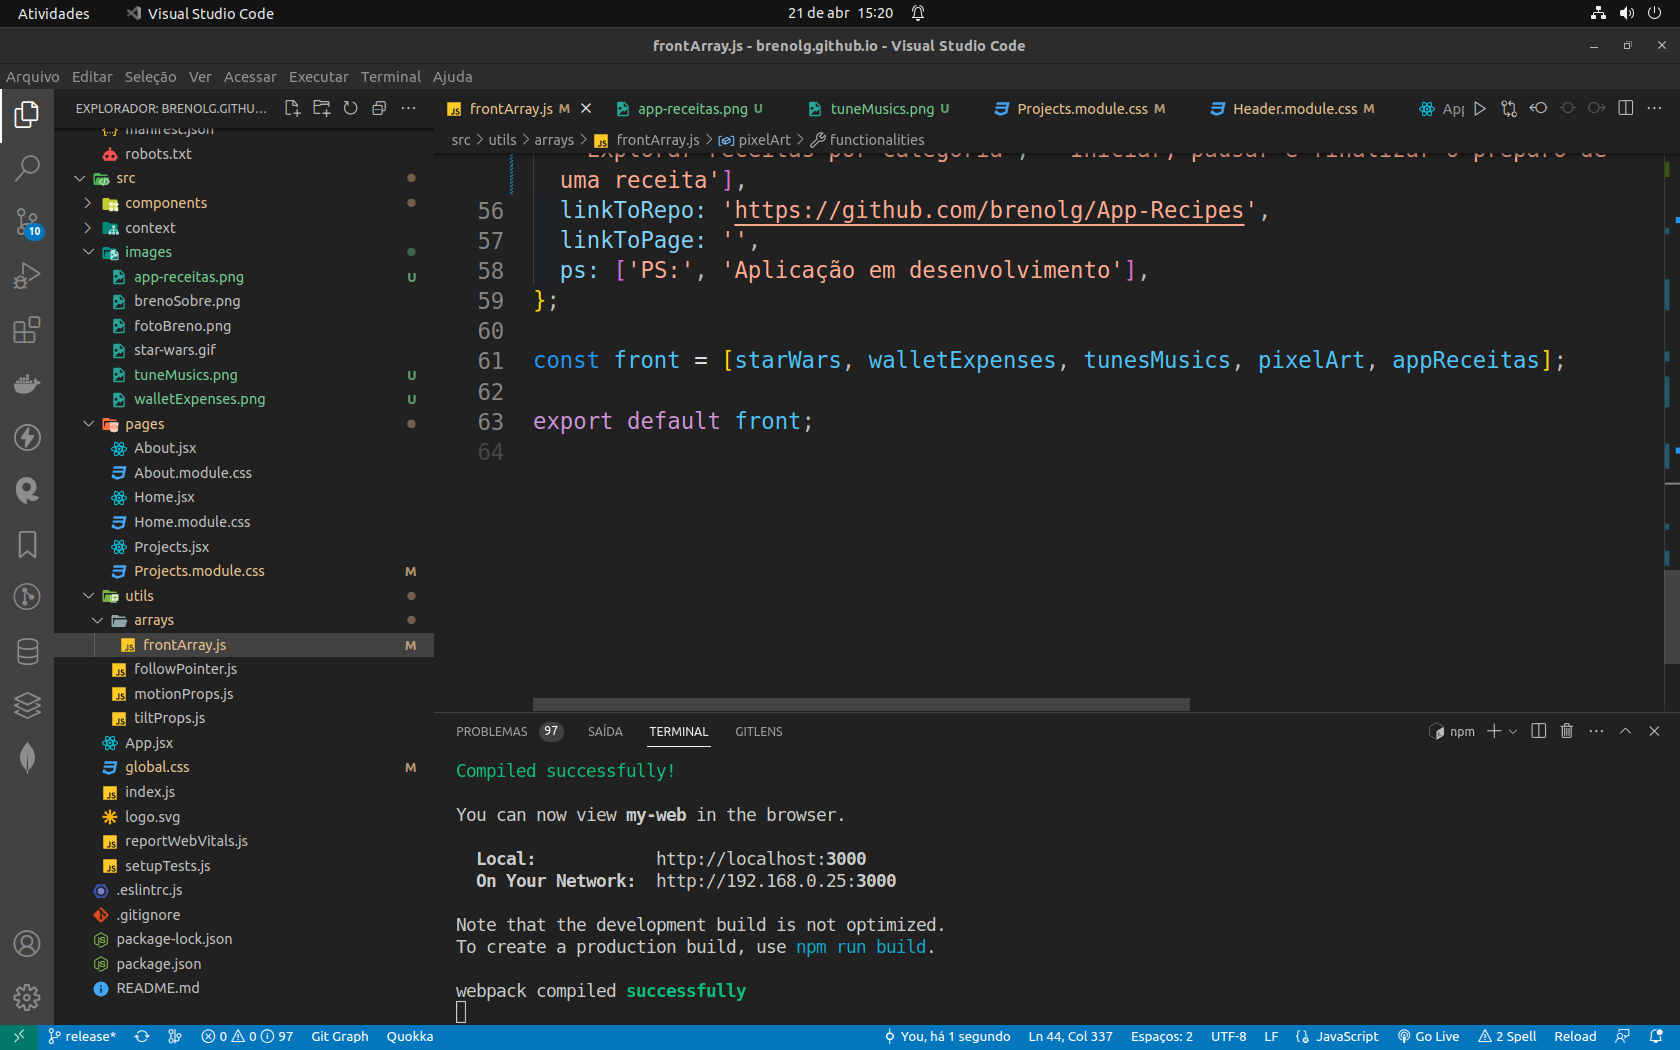 Atividades Visual Studio Code 21 de abr 15:20
frontArray.js - brenolg.github.io - Visual Studio Code
Arquivo Editar Seleção Ver Acessar Executar Terminal Ajuda
EXPLORADOR: BRENOLG.GITHU...
manifest.json
robots.txt
src
components
context
images
app-receitas.png U
brenoSobre.png
fotoBreno.png
star-wars.gif
tuneMusics.png U
walletExpenses.png U
pages
About.jsx
About.module.css
Home.jsx
Home.module.css
Projects.jsx
Projects.module.css M
utils
arrays
frontArray.js M
followPointer.js
motionProps.js
tiltProps.js
App.jsx
global.css M
index.js
logo.svg
reportWebVitals.js
setupTests.js
.eslintrc.js
.gitignore
package-lock.json
package.json
README.md
10
frontArray.js M app-receitas.png U tuneMusics.png U Projects.module.css M Header.module.css M App
src > utils > arrays > frontArray.js > pixelArt > functionalities
Explorar receitas por categoria', 'Iniciar, pausar e finalizar o preparo de
uma receita'],
56 linkToRepo: 'https://github.com/brenolg/App-Recipes',
57 linkToPage: '',
58 ps: ['PS:', 'Aplicação em desenvolvimento'],
59 };
60
61 const front = [starWars, walletExpenses, tunesMusics, pixelArt, appReceitas];
62
63 export default front;
64
PROBLEMAS 97 SAÍDA TERMINAL GITLENS npm
Compiled successfully!
You can now view my-web in the browser.
Local: http://localhost:3000
On Your Network: http://192.168.0.25:3000
Note that the development build is not optimized.
To create a production build, use npm run build.
webpack compiled successfully
release* 0 0 97 Git Graph Quokka You, há 1 segundo Ln 44, Col 337 Espaços: 2 UTF-8 LF JavaScript Go Live 2 Spell Reload